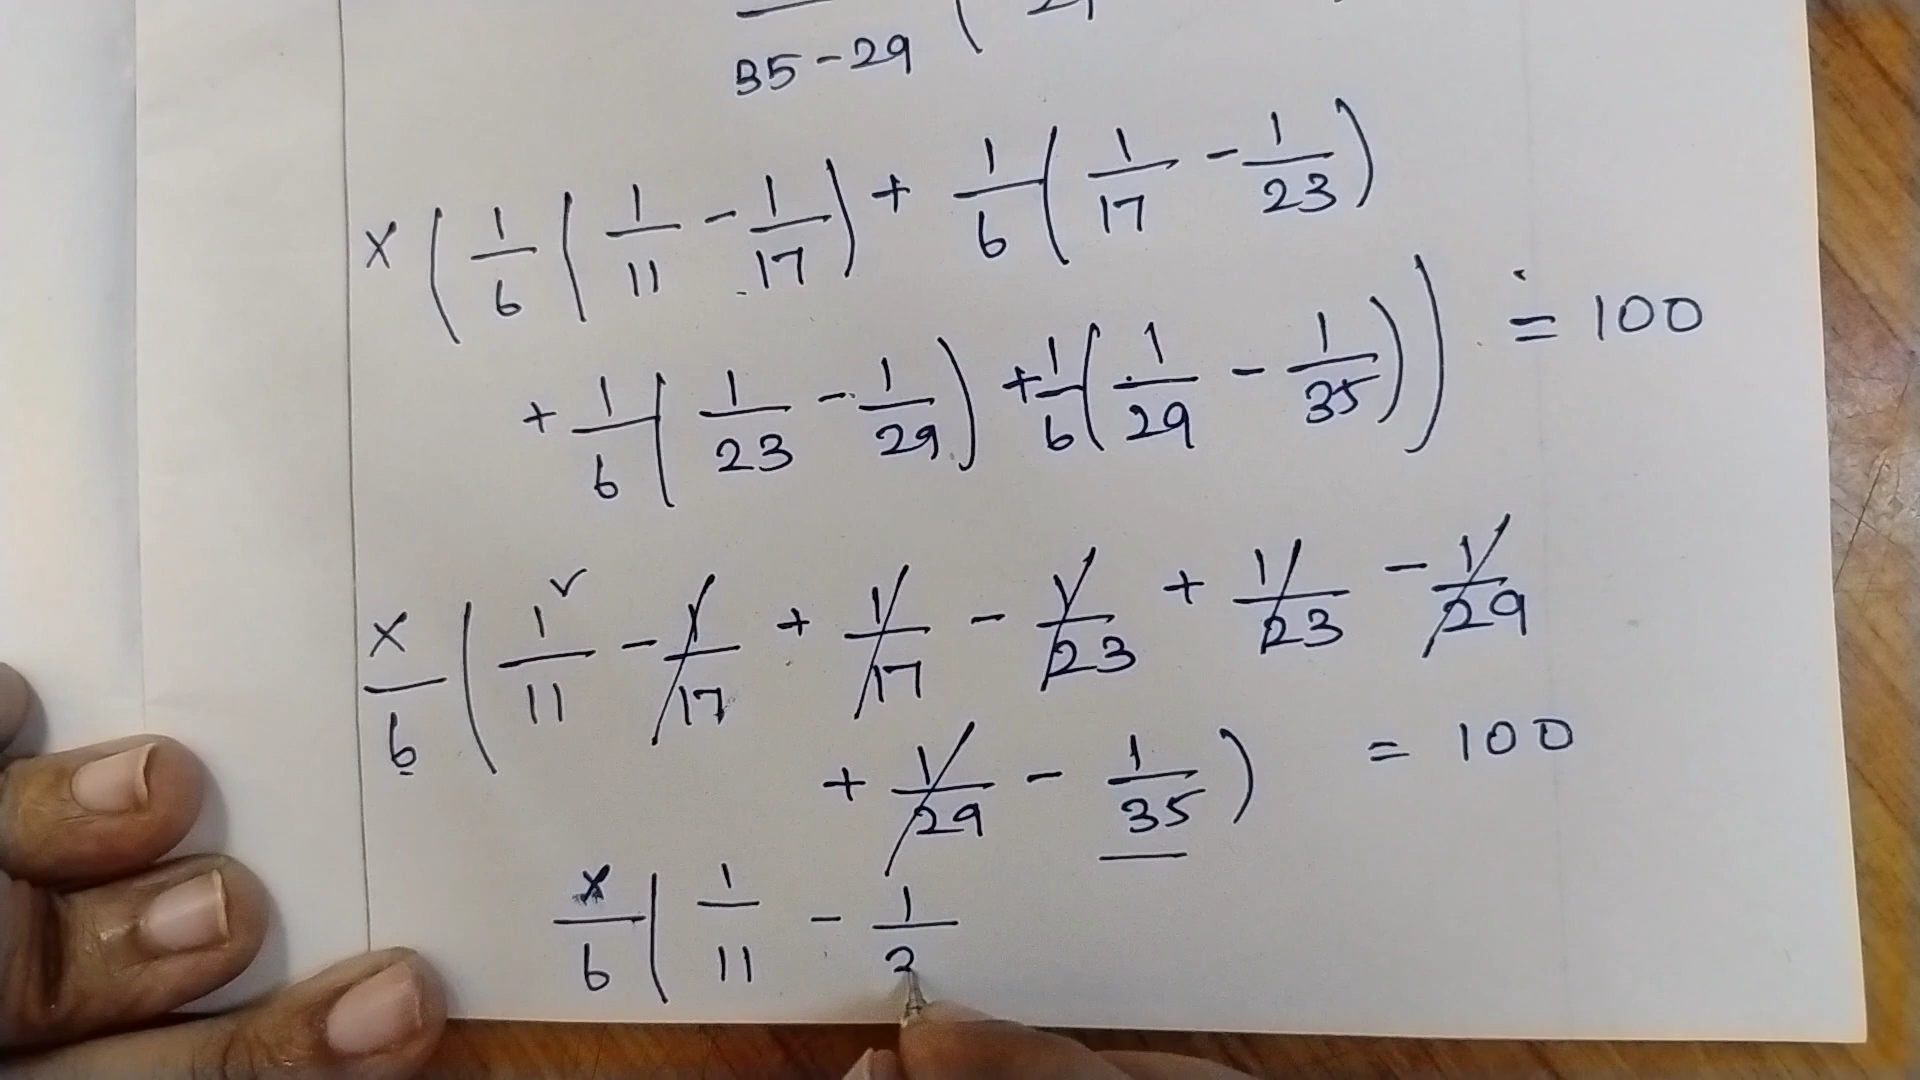 35-29 (
x ( 1/6 ( 1/11 - 1/17 ) + 1/6 ( 1/17 - 1/23 )
+ 1/6 ( 1/23 - 1/29 ) + 1/6 ( 1/29 - 1/35 ) ) = 100
x/6 ( 1/11 - 1/17 + 1/17 - 1/23 + 1/23 - 1/29
+ 1/29 - 1/35 ) = 100
x/6 ( 1/11 - 1/3